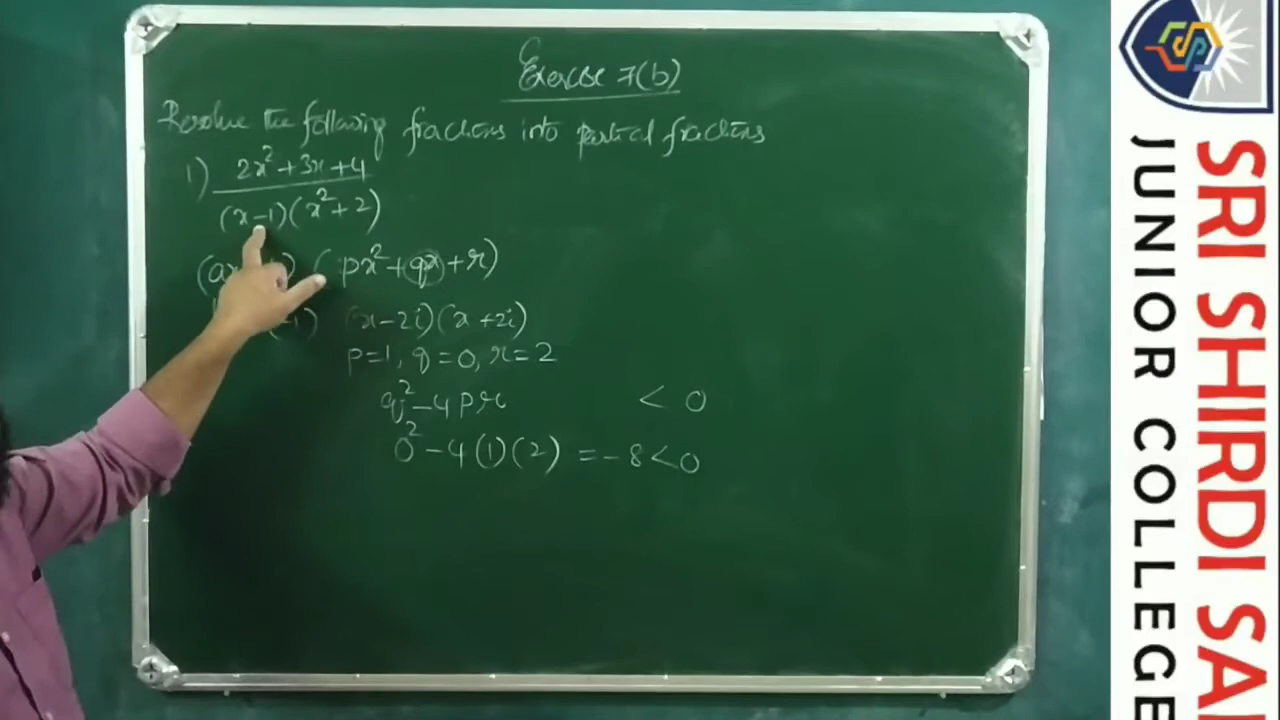 Exercise 7(b)
Resolve the following fractions into partial fractions
1) 2x²+3x+4
(x-1)(x²+2)
(px²+qx+r)
(x-2i)(x+2i)
p=1, q=0, r=2
q²-4pr < 0
0²-4(1)(2) = -8<0
SRI SHIRDI SAI
JUNIOR COLLEGE